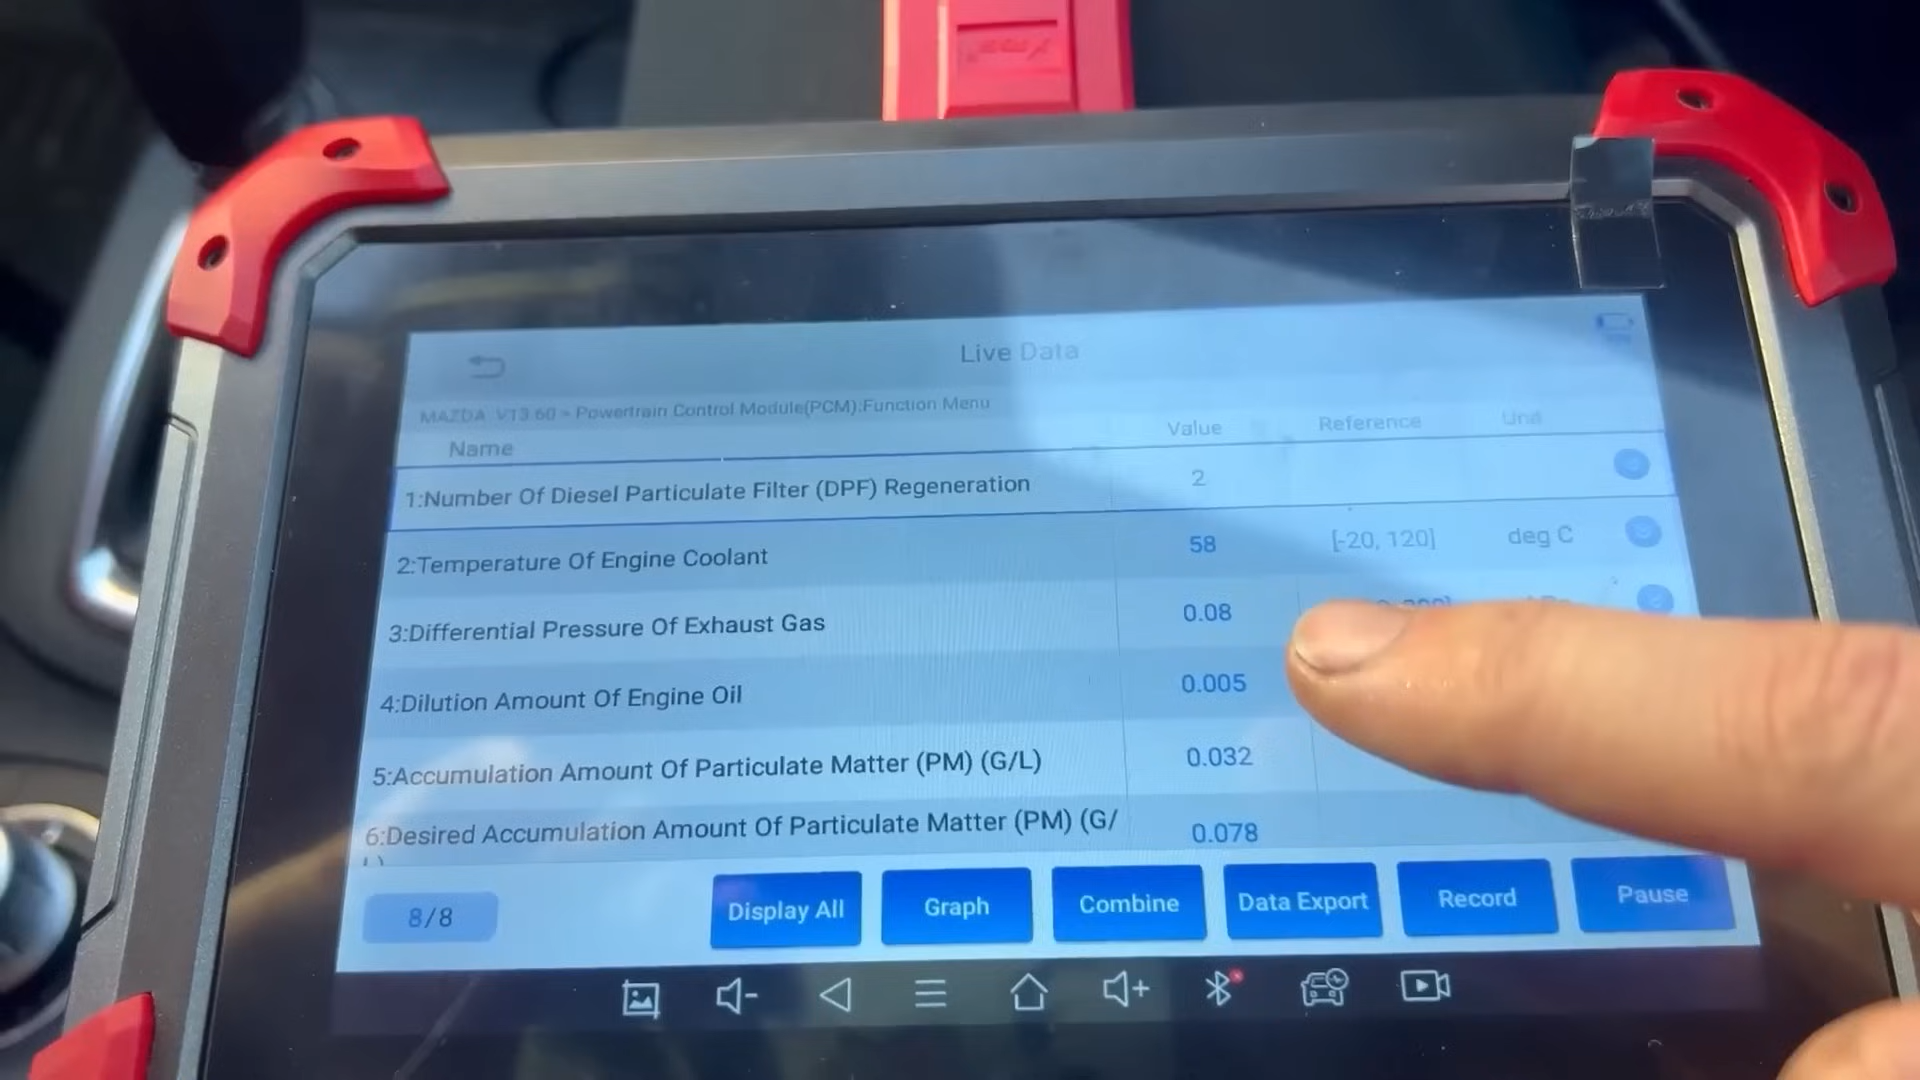 Live Data
MAZDA V13.60 > Powertrain Control Module(PCM):Function Menu
Name Value Reference Unit
1:Number Of Diesel Particulate Filter (DPF) Regeneration 2
2:Temperature Of Engine Coolant 58 [-20, 120] deg C
3:Differential Pressure Of Exhaust Gas 0.08
4:Dilution Amount Of Engine Oil 0.005
5:Accumulation Amount Of Particulate Matter (PM) (G/L) 0.032
6:Desired Accumulation Amount Of Particulate Matter (PM) (G/ 0.078
8/8 Display All Graph Combine Data Export Record Pause